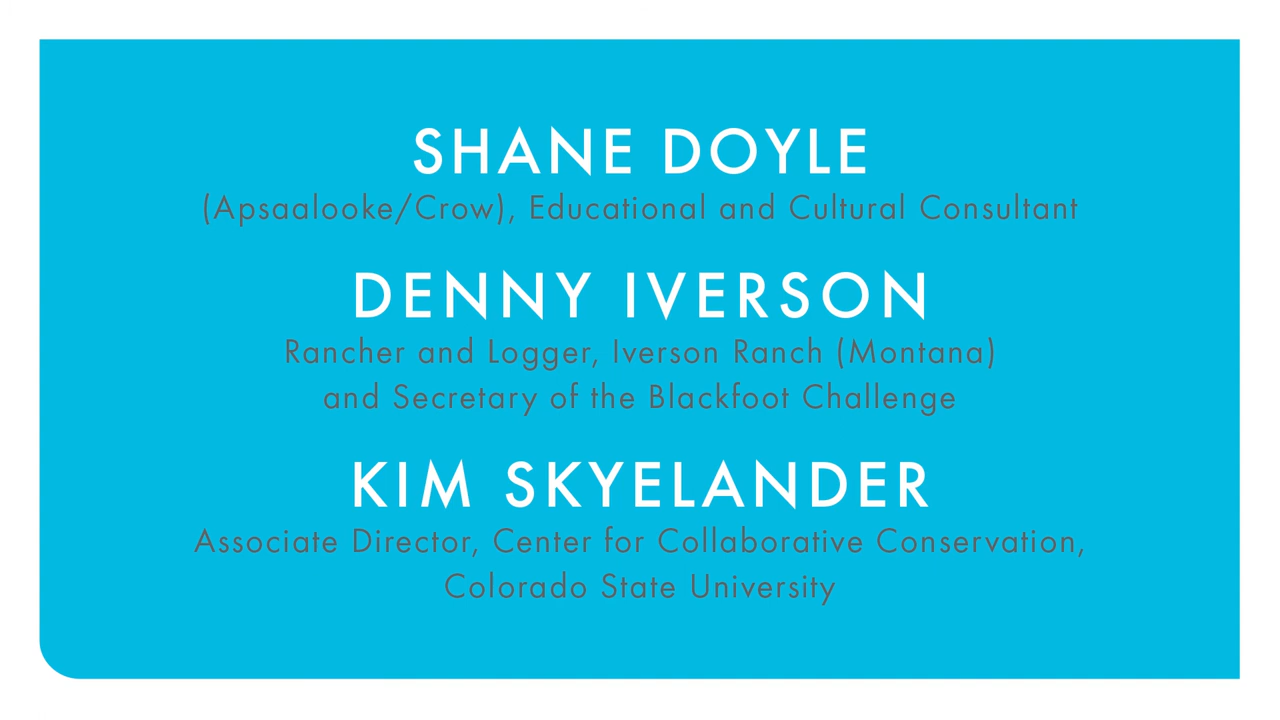 SHANE DOYLE
(Apsaalooke/Crow), Educational and Cultural Consultant
DENNY IVERSON
Rancher and Logger, Iverson Ranch (Montana)
and Secretary of the Blackfoot Challenge
KIM SKYELANDER
Associate Director, Center for Collaborative Conservation,
Colorado State University